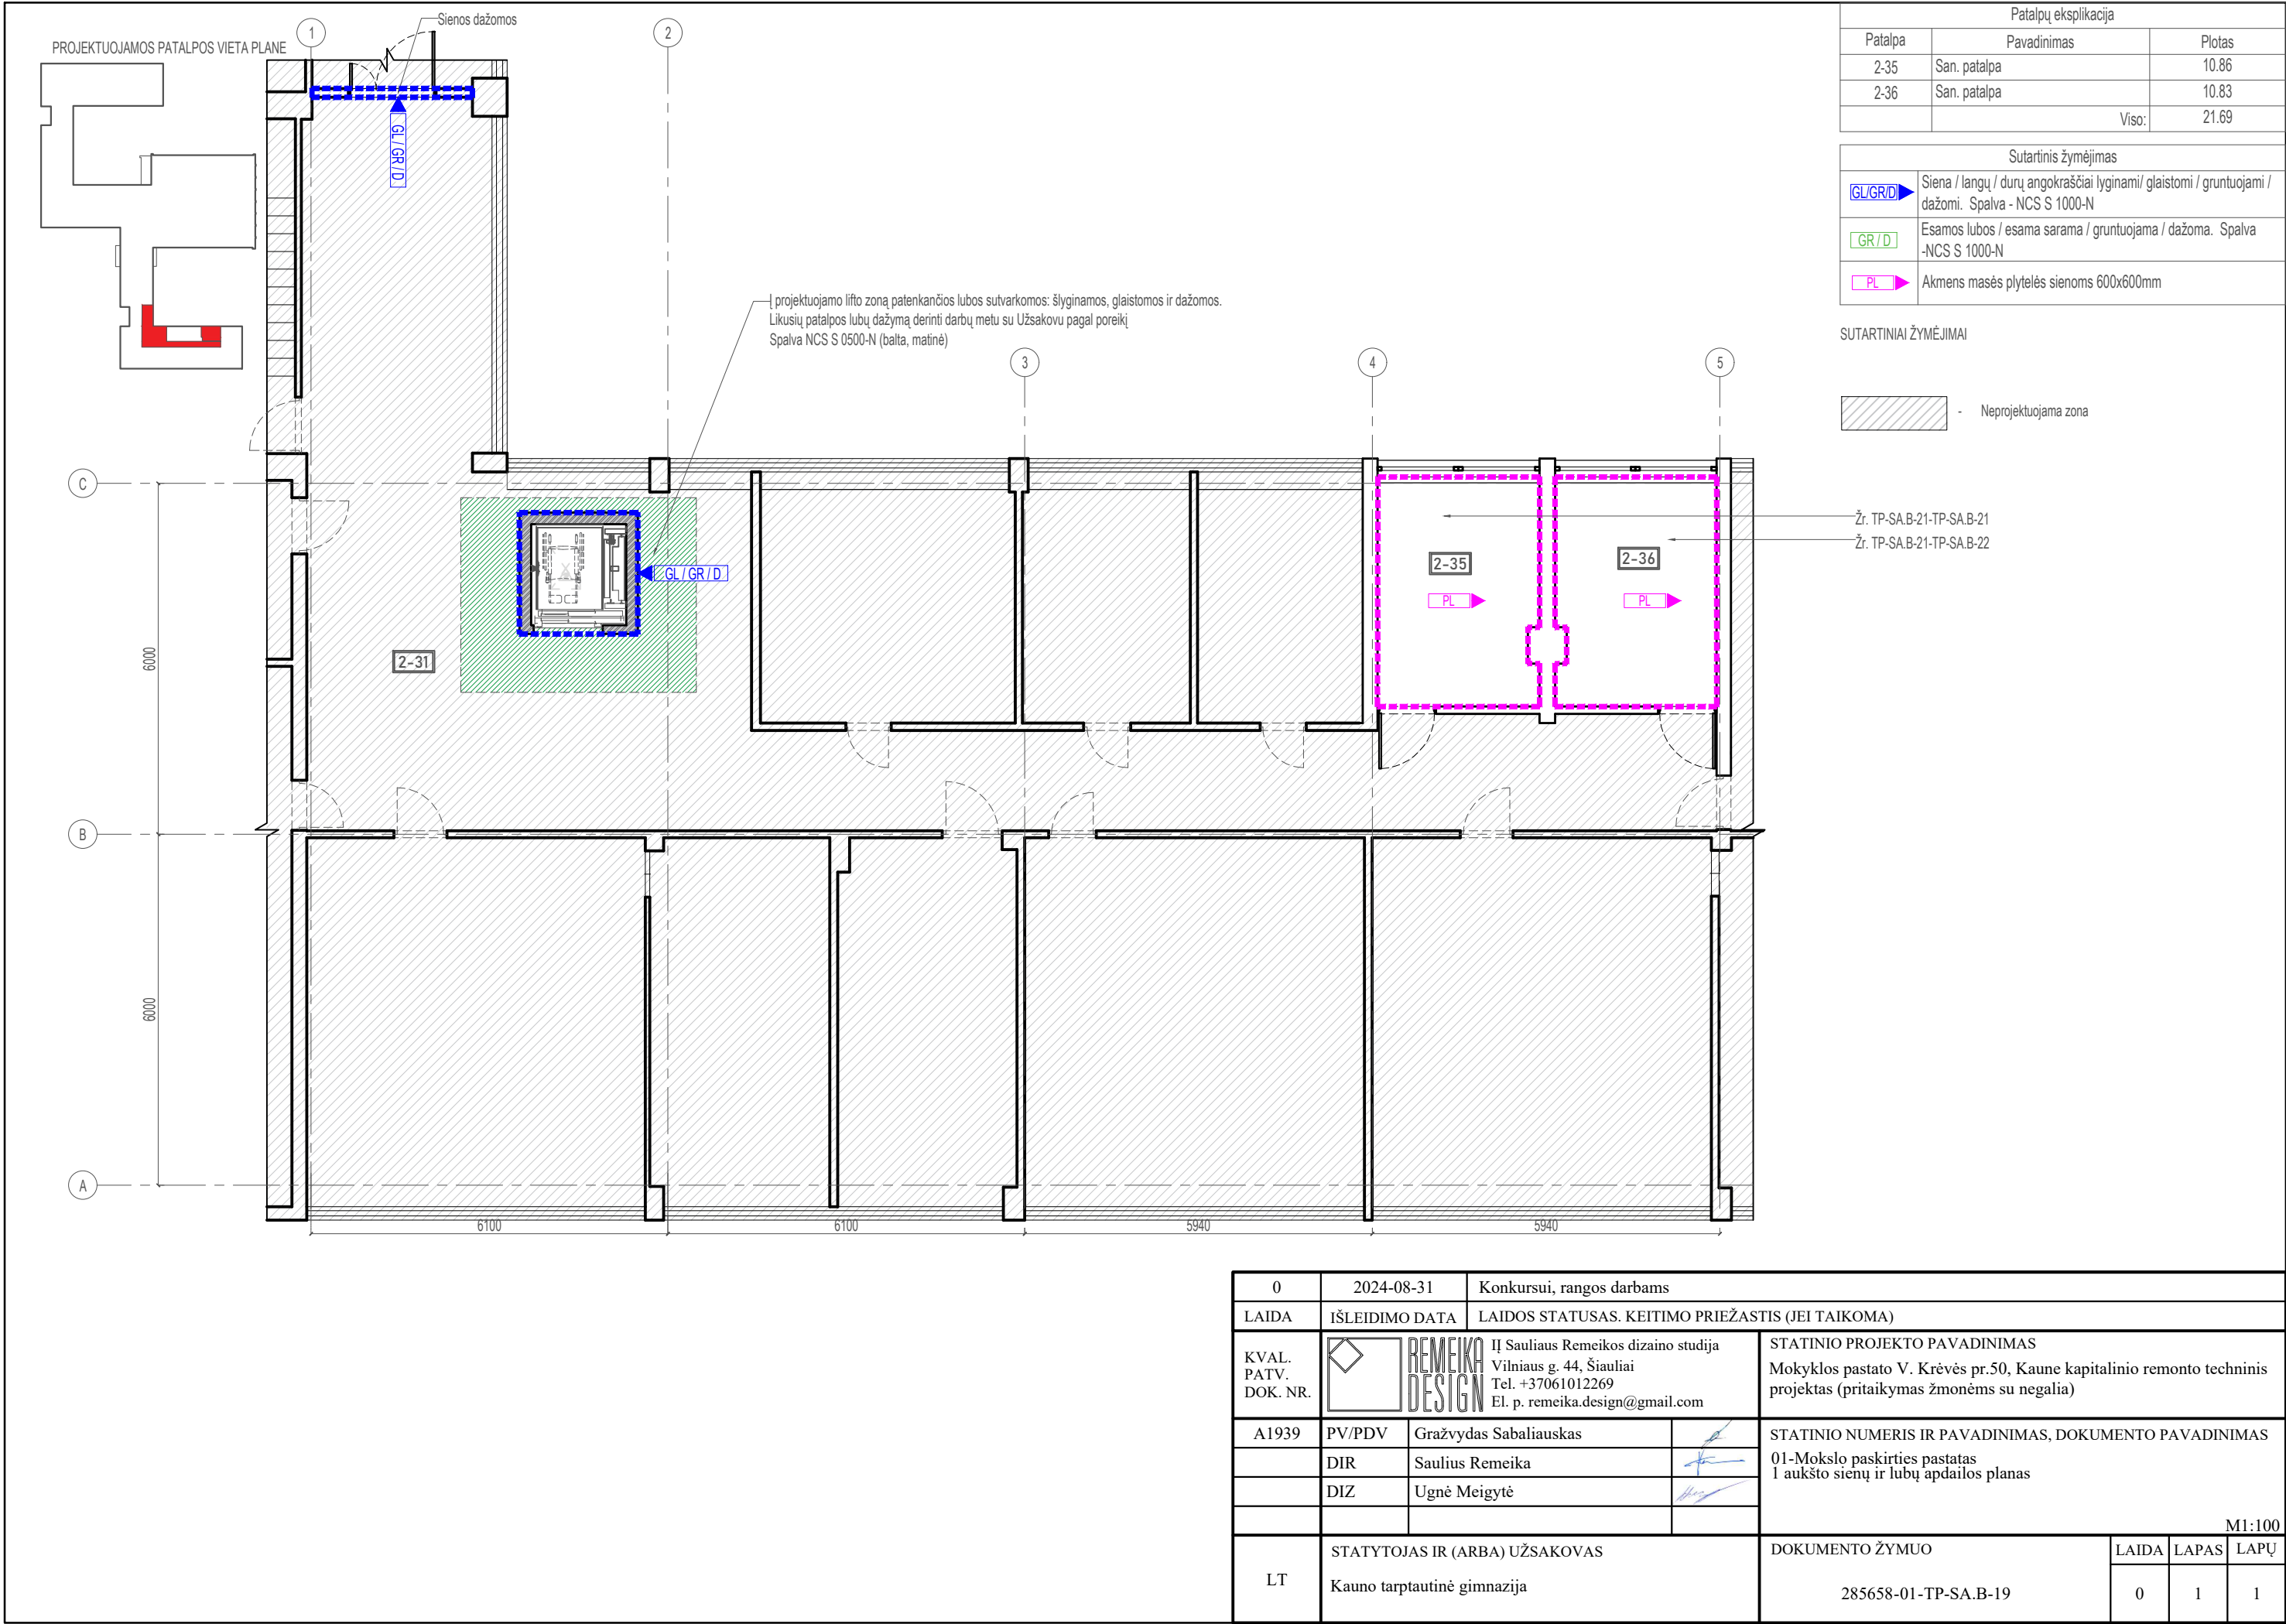 PROJEKTUOJAMOS PATALPOS VIETA PLANE
1
Sienos dažomos
2
GL / GR / D
Į projektuojamo lifto zoną patenkančios lubos sutvarkomos: šlyginamos, glaistomos ir dažomos.
Likusių patalpos lubų dažymą derinti darbų metu su Užsakovu pagal poreikį
Spalva NCS S 0500-N (balta, matinė)
3
4
5
Patalpų eksplikacija
Patalpa Pavadinimas Plotas
2-35 San. patalpa 10.86
2-36 San. patalpa 10.83
Viso: 21.69
Sutartinis žymėjimas
GL/GR/D Siena / langų / durų angokraščiai lyginami/ glaistomi / gruntuojami /
dažomi. Spalva - NCS S 1000-N
GR / D Esamos lubos / esama sarama / gruntuojama / dažoma. Spalva
-NCS S 1000-N
PL Akmens masės plytelės sienoms 600x600mm
SUTARTINIAI ŽYMĖJIMAI
- Neprojektuojama zona
C
Žr. TP-SA.B-21-TP-SA.B-21
Žr. TP-SA.B-21-TP-SA.B-22
2-35
2-36
GL / GR / D
PL
PL
2-31
6000
B
6000
A
6100
6100
5940
5940
0 2024-08-31 Konkursui, rangos darbams
LAIDA IŠLEIDIMO DATA LAIDOS STATUSAS. KEITIMO PRIEŽASTIS (JEI TAIKOMA)
KVAL.
PATV.
DOK. NR.
REMEIKA
DESIGN
IĮ Sauliaus Remeikos dizaino studija
Vilniaus g. 44, Šiauliai
Tel. +37061012269
El. p. remeika.design@gmail.com
STATINIO PROJEKTO PAVADINIMAS
Mokyklos pastato V. Krėvės pr.50, Kaune kapitalinio remonto techninis
projektas (pritaikymas žmonėms su negalia)
A1939 PV/PDV Gražvydas Sabaliauskas
DIR Saulius Remeika
DIZ Ugnė Meigytė
STATINIO NUMERIS IR PAVADINIMAS, DOKUMENTO PAVADINIMAS
01-Mokslo paskirties pastatas
1 aukšto sienų ir lubų apdailos planas
M1:100
LT
STATYTOJAS IR (ARBA) UŽSAKOVAS
Kauno tarptautinė gimnazija
DOKUMENTO ŽYMUO
285658-01-TP-SA.B-19
LAIDA LAPAS LAPŲ
0 1 1